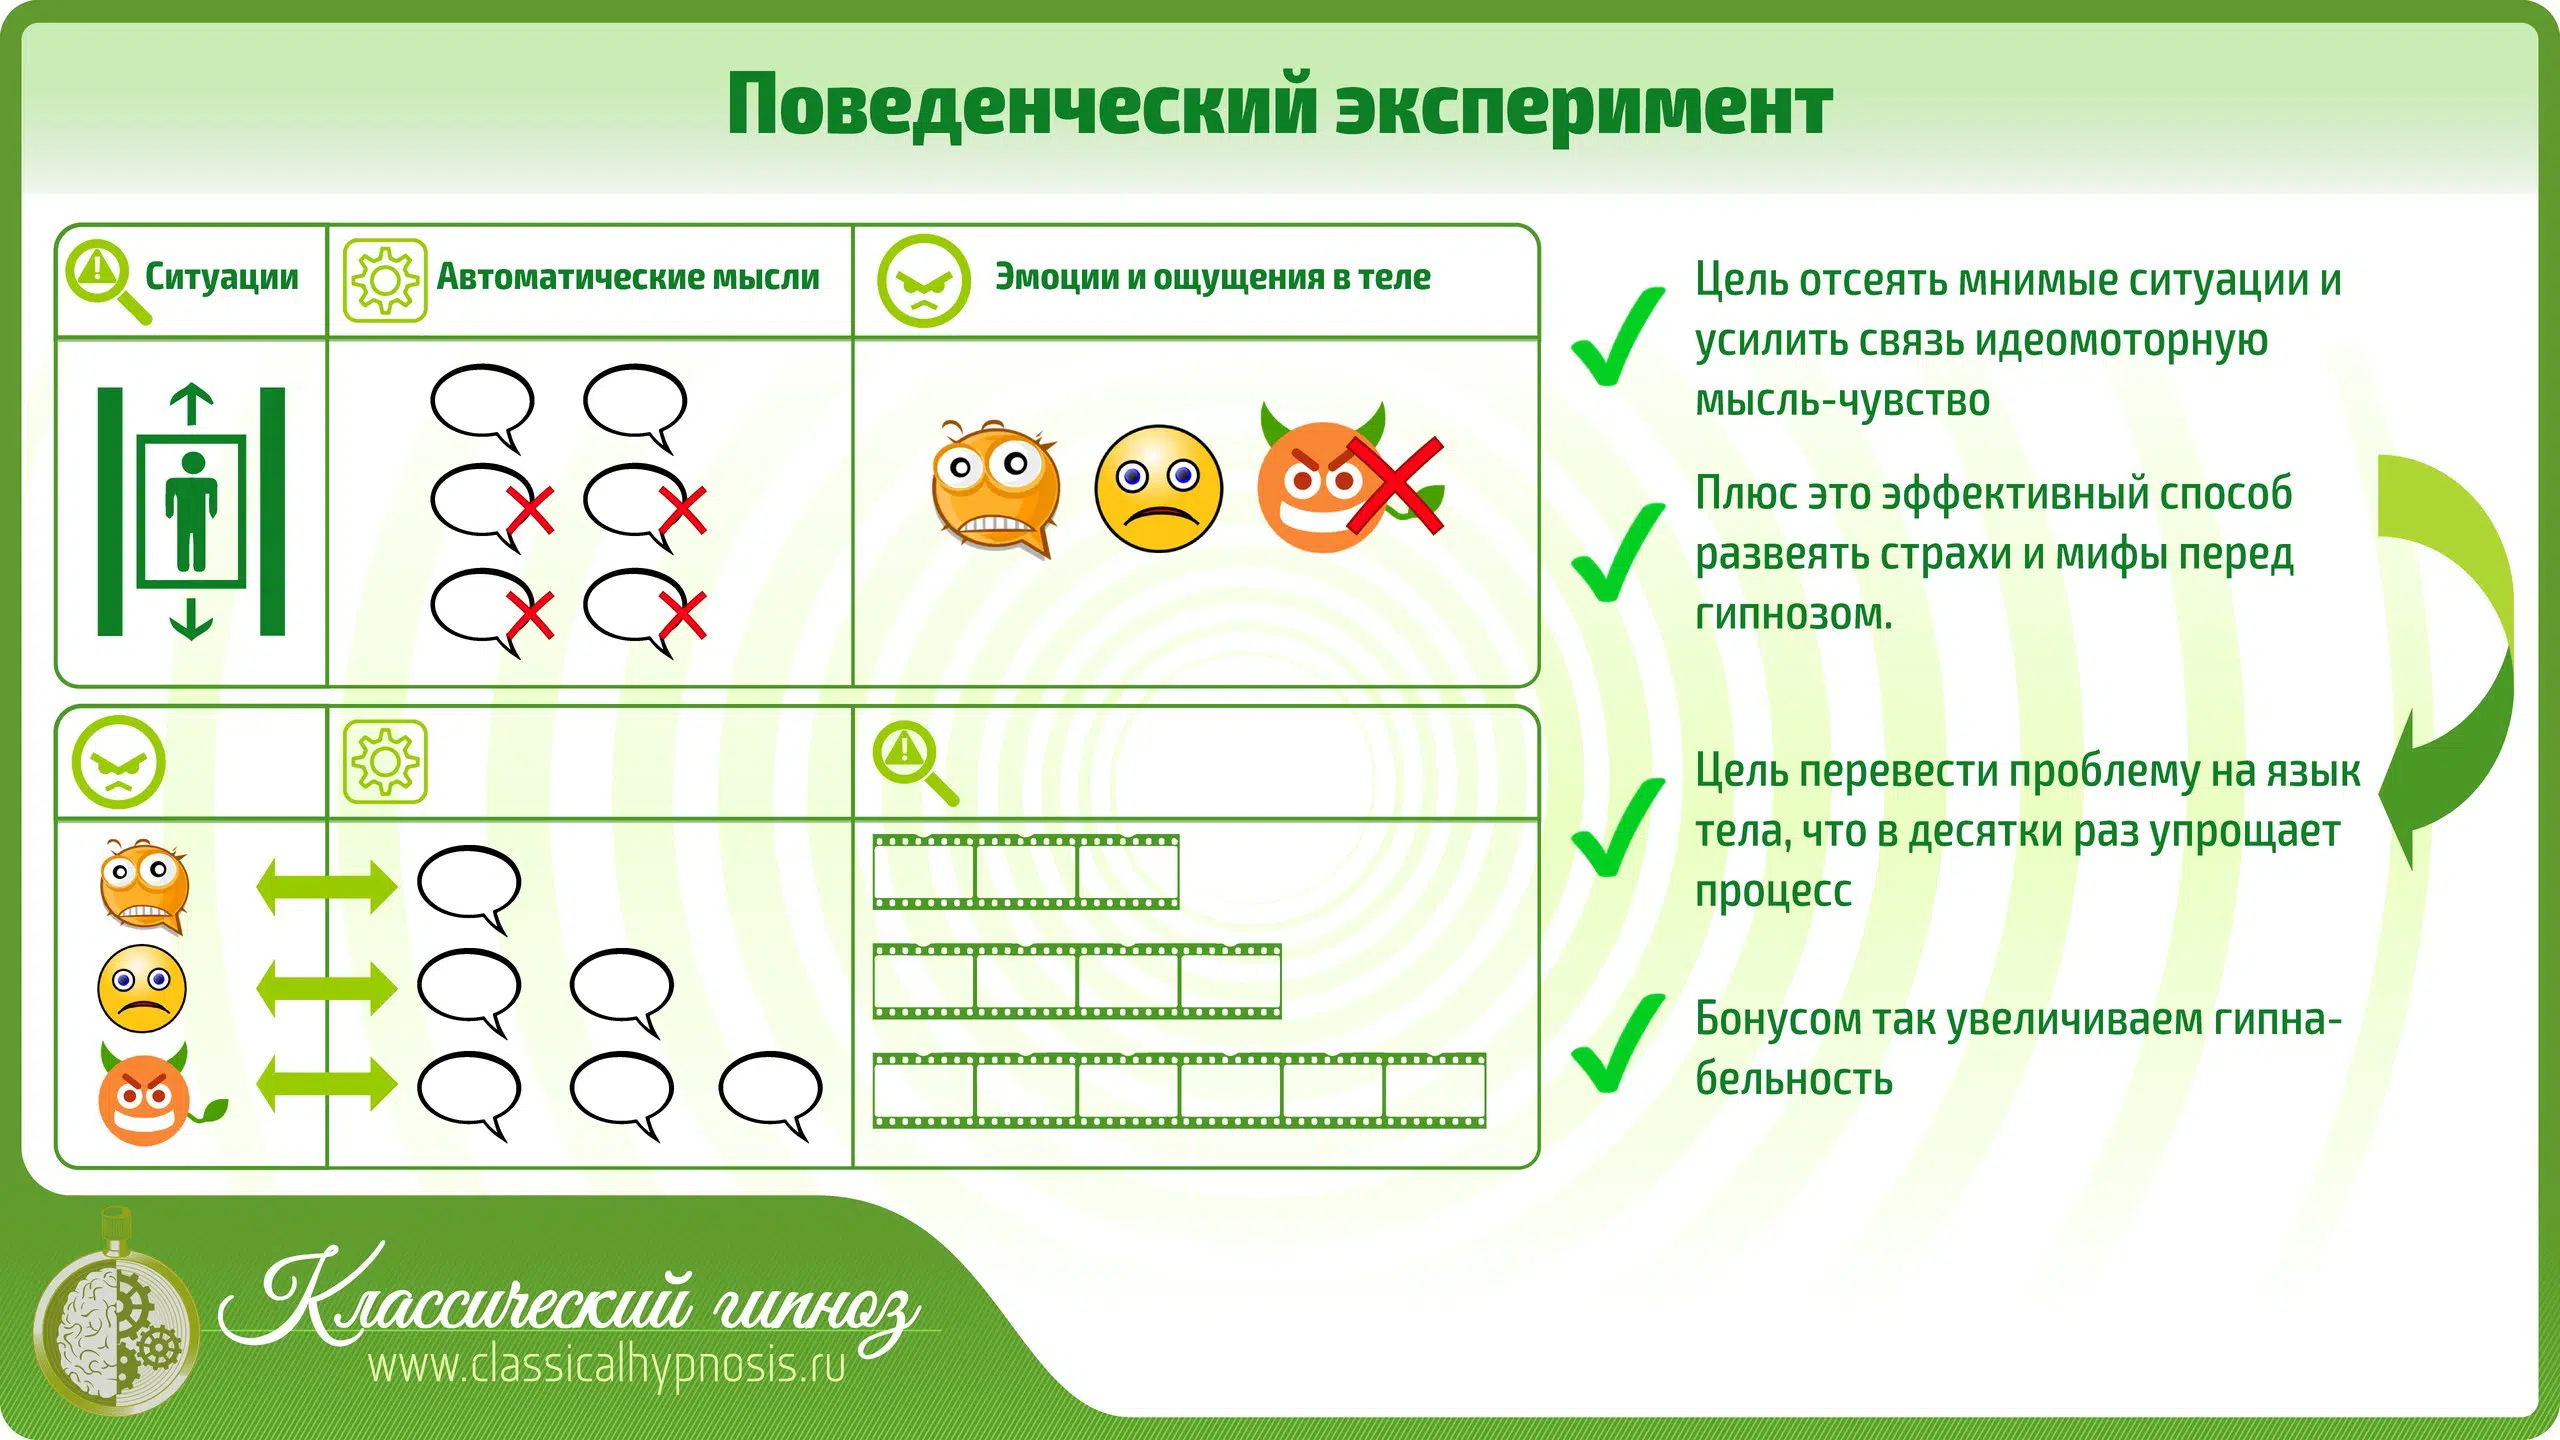 Поведенческий эксперимент
Ситуации
Автоматические мысли
Эмоции и ощущения в теле
Цель отсеять мнимые ситуации и
усилить связь идеомоторную
мысль-чувство
Плюс это эффективный способ
развеять страхи и мифы перед
гипнозом.
Цель перевести проблему на язык
тела, что в десятки раз упрощает
процесс
Бонусом так увеличиваем гипна-
бельность
Классический гипноз
www.classicalhypnosis.ru